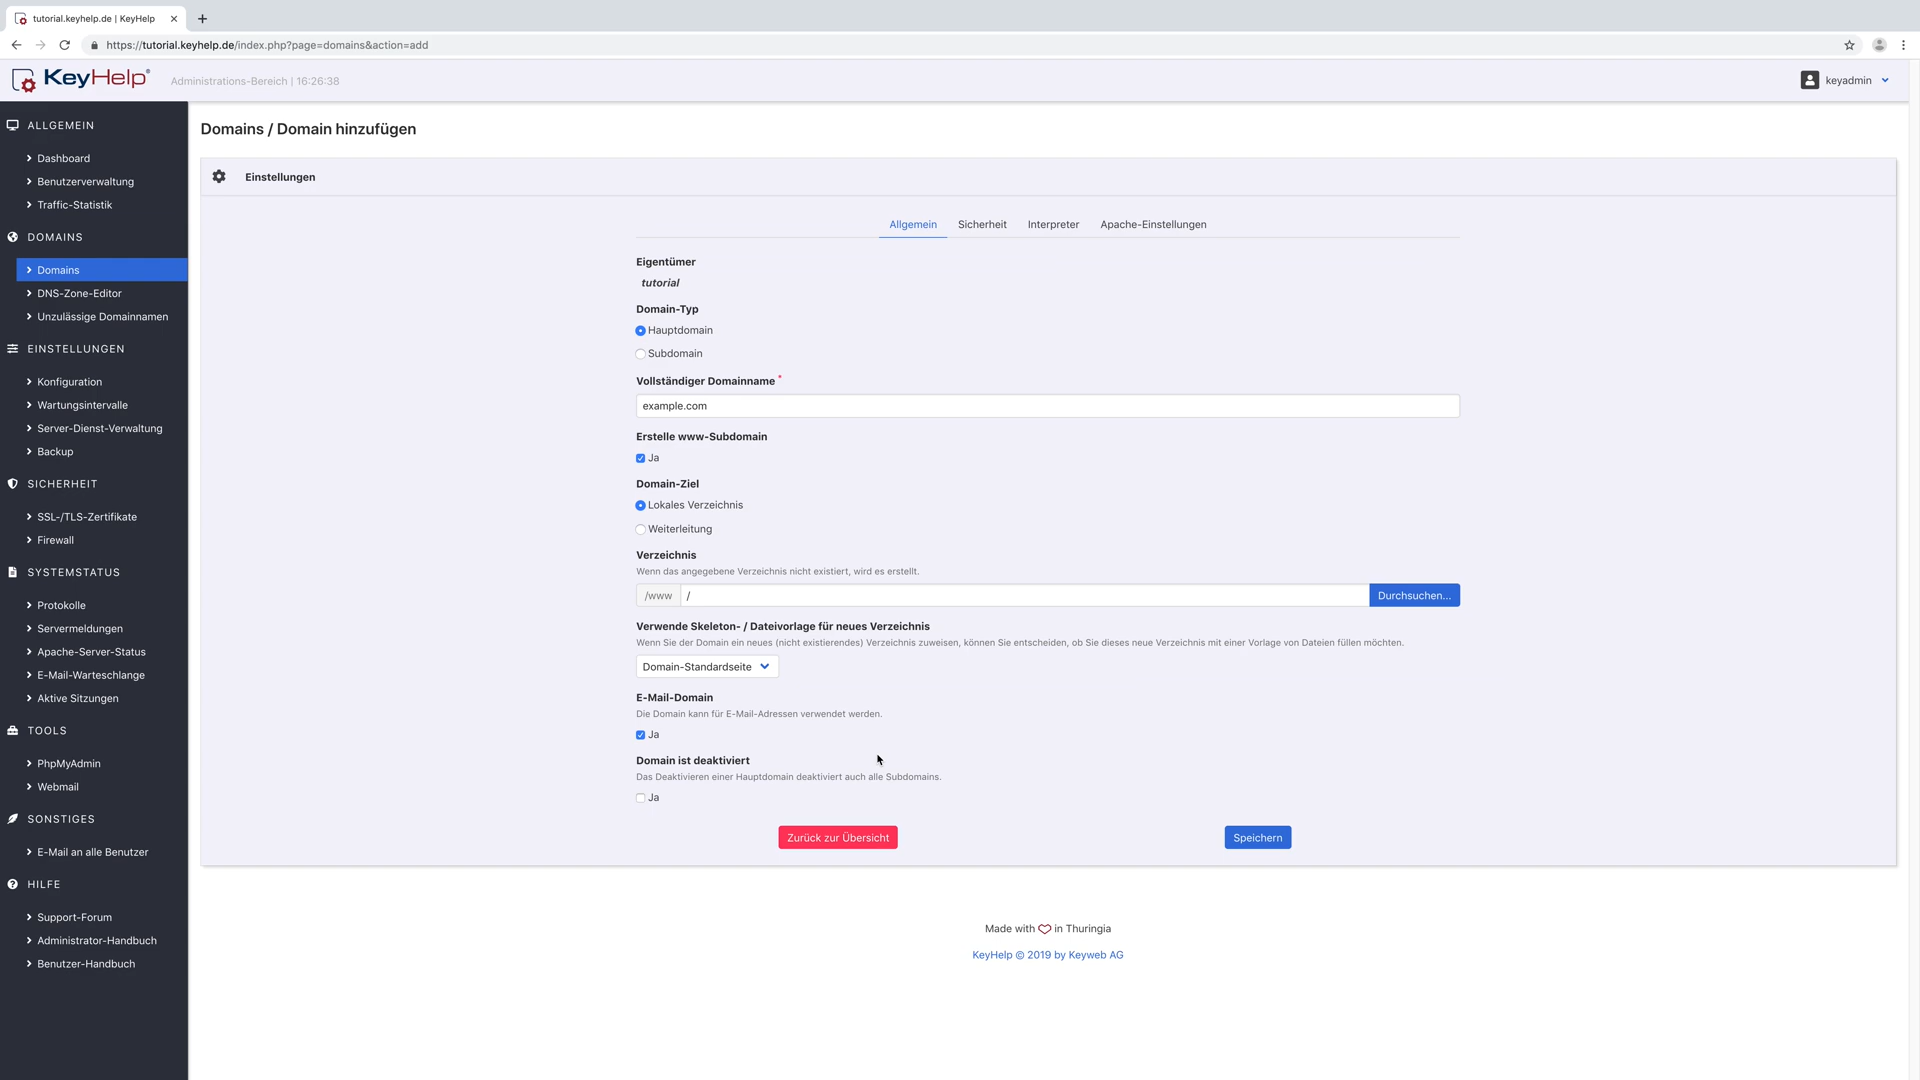 tutorial.keyhelp.de | KeyHelp
https://tutorial.keyhelp.de/index.php?page=domains&action=add
KeyHelp® Administrations-Bereich | 16:26:38 keyadmin
ALLGEMEIN
Dashboard
Benutzerverwaltung
Traffic-Statistik
DOMAINS
Domains
DNS-Zone-Editor
Unzulässige Domainnamen
EINSTELLUNGEN
Konfiguration
Wartungsintervalle
Server-Dienst-Verwaltung
Backup
SICHERHEIT
SSL-/TLS-Zertifikate
Firewall
SYSTEMSTATUS
Protokolle
Servermeldungen
Apache-Server-Status
E-Mail-Warteschlange
Aktive Sitzungen
TOOLS
PhpMyAdmin
Webmail
SONSTIGES
E-Mail an alle Benutzer
HILFE
Support-Forum
Administrator-Handbuch
Benutzer-Handbuch
Domains / Domain hinzufügen
Einstellungen
Allgemein Sicherheit Interpreter Apache-Einstellungen
Eigentümer
tutorial
Domain-Typ
Hauptdomain
Subdomain
Vollständiger Domainname *
example.com
Erstelle www-Subdomain
Ja
Domain-Ziel
Lokales Verzeichnis
Weiterleitung
Verzeichnis
Wenn das angegebene Verzeichnis nicht existiert, wird es erstellt.
/www / Durchsuchen...
Verwende Skeleton- / Dateivorlage für neues Verzeichnis
Wenn Sie der Domain ein neues (nicht existierendes) Verzeichnis zuweisen, können Sie entscheiden, ob Sie dieses neue Verzeichnis mit einer Vorlage von Dateien füllen möchten.
Domain-Standardseite
E-Mail-Domain
Die Domain kann für E-Mail-Adressen verwendet werden.
Ja
Domain ist deaktiviert
Das Deaktivieren einer Hauptdomain deaktiviert auch alle Subdomains.
Ja
Zurück zur Übersicht Speichern
Made with in Thuringia
KeyHelp © 2019 by Keyweb AG